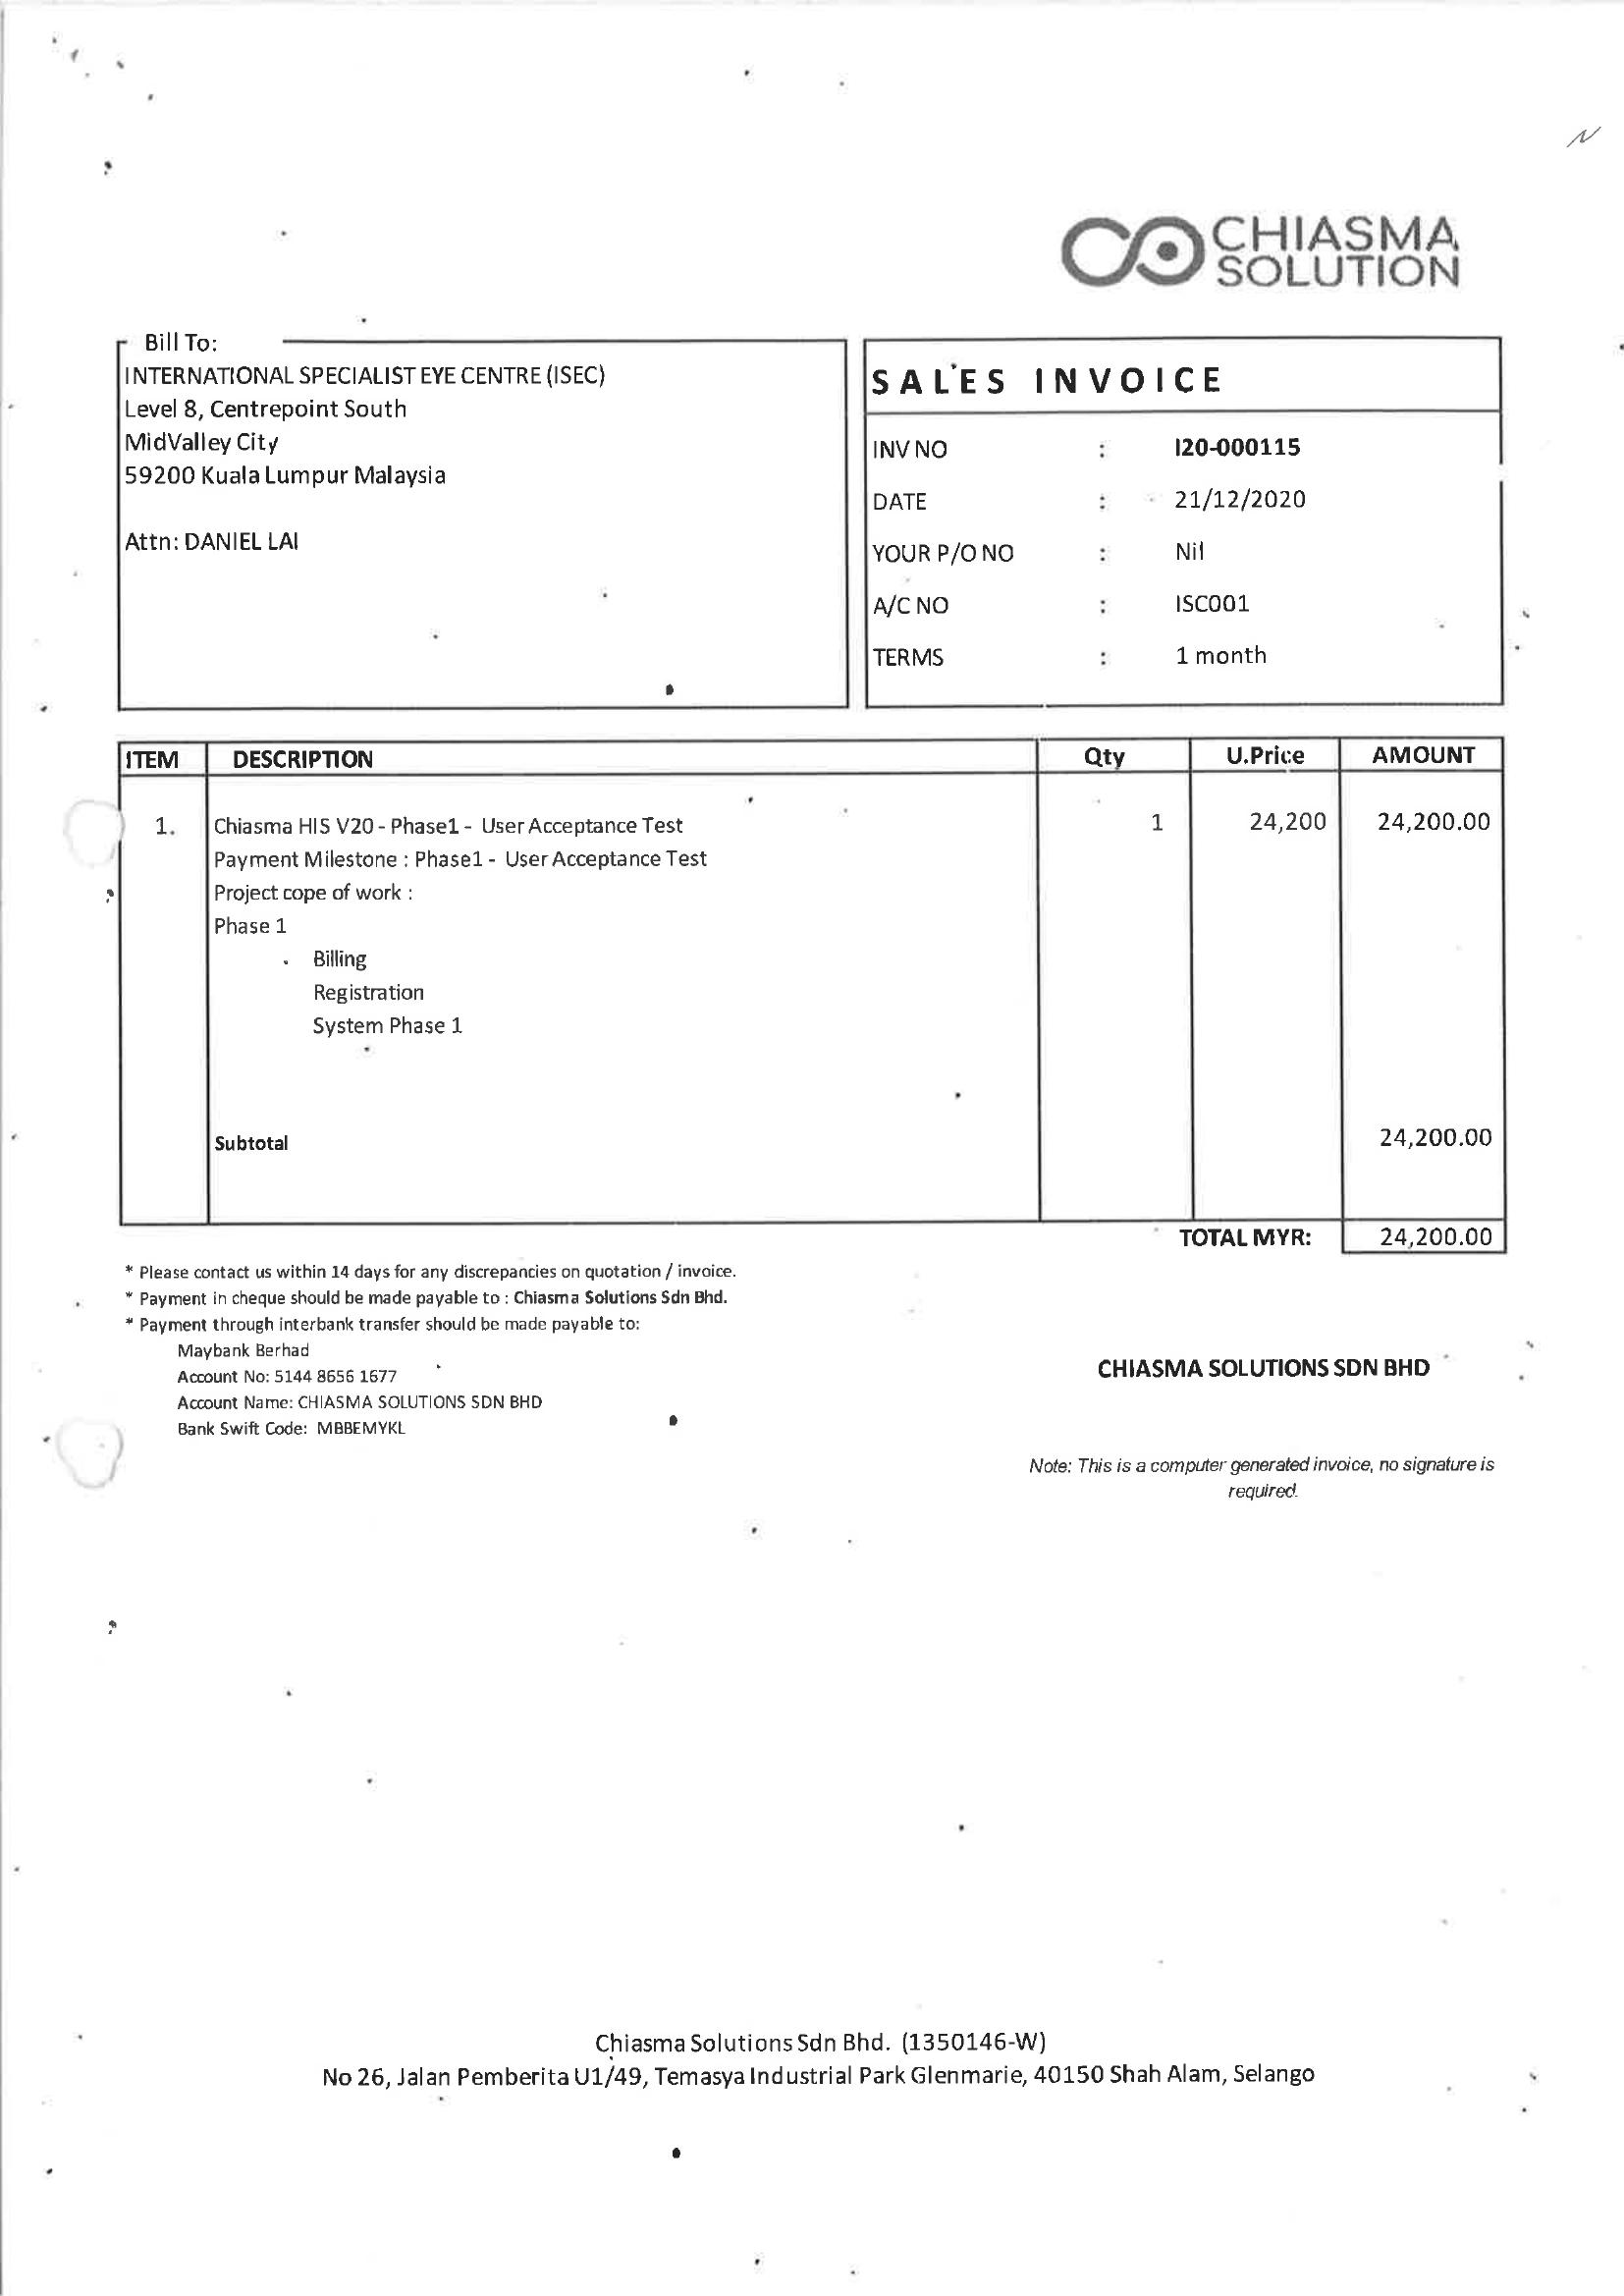 CHIASMA
SOLUTION
Bill To:
INTERNATIONAL SPECIALIST EYE CENTRE (ISEC)
Level 8, Centrepoint South
MidValley City
59200 Kuala Lumpur Malaysia
Attn: DANIEL LAI
SALES INVOICE
INV NO : I20-000115
DATE : 21/12/2020
YOUR P/O NO : Nil
A/C NO : ISC001
TERMS : 1 month
ITEM DESCRIPTION Qty U.Price AMOUNT
1. Chiasma HIS V20 - Phase1 - User Acceptance Test 1 24,200 24,200.00
Payment Milestone : Phase1 - User Acceptance Test
Project cope of work :
Phase 1
Billing
Registration
System Phase 1
Subtotal 24,200.00
TOTAL MYR: 24,200.00
* Please contact us within 14 days for any discrepancies on quotation / invoice.
* Payment in cheque should be made payable to : Chiasma Solutions Sdn Bhd.
* Payment through interbank transfer should be made payable to:
Maybank Berhad
Account No: 5144 8656 1677
Account Name: CHIASMA SOLUTIONS SDN BHD
Bank Swift Code: MBBEMYKL
CHIASMA SOLUTIONS SDN BHD
Note: This is a computer generated invoice, no signature is
required.
Chiasma Solutions Sdn Bhd. (1350146-W)
No 26, Jalan Pemberita U1/49, Temasya Industrial Park Glenmarie, 40150 Shah Alam, Selango